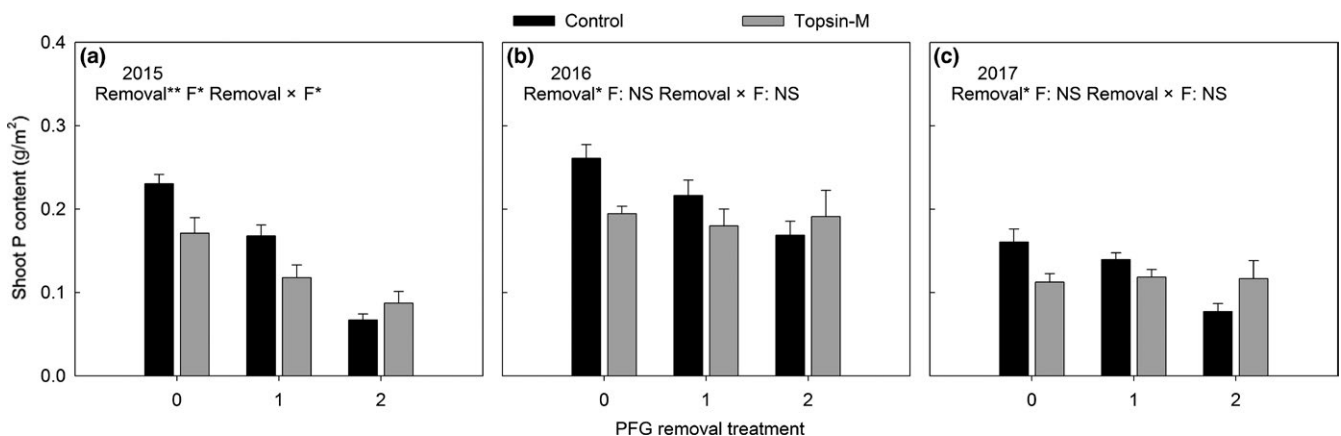 Control Topsin-M
(a) (b) (c)
2015 2016 2017
Removal** F* Removal × F* Removal* F: NS Removal × F: NS Removal* F: NS Removal × F: NS
0.4
0.3
0.2
0.1
0.0
Shoot P content (g/m²)
0 1 2 0 1 2 0 1 2
PFG removal treatment